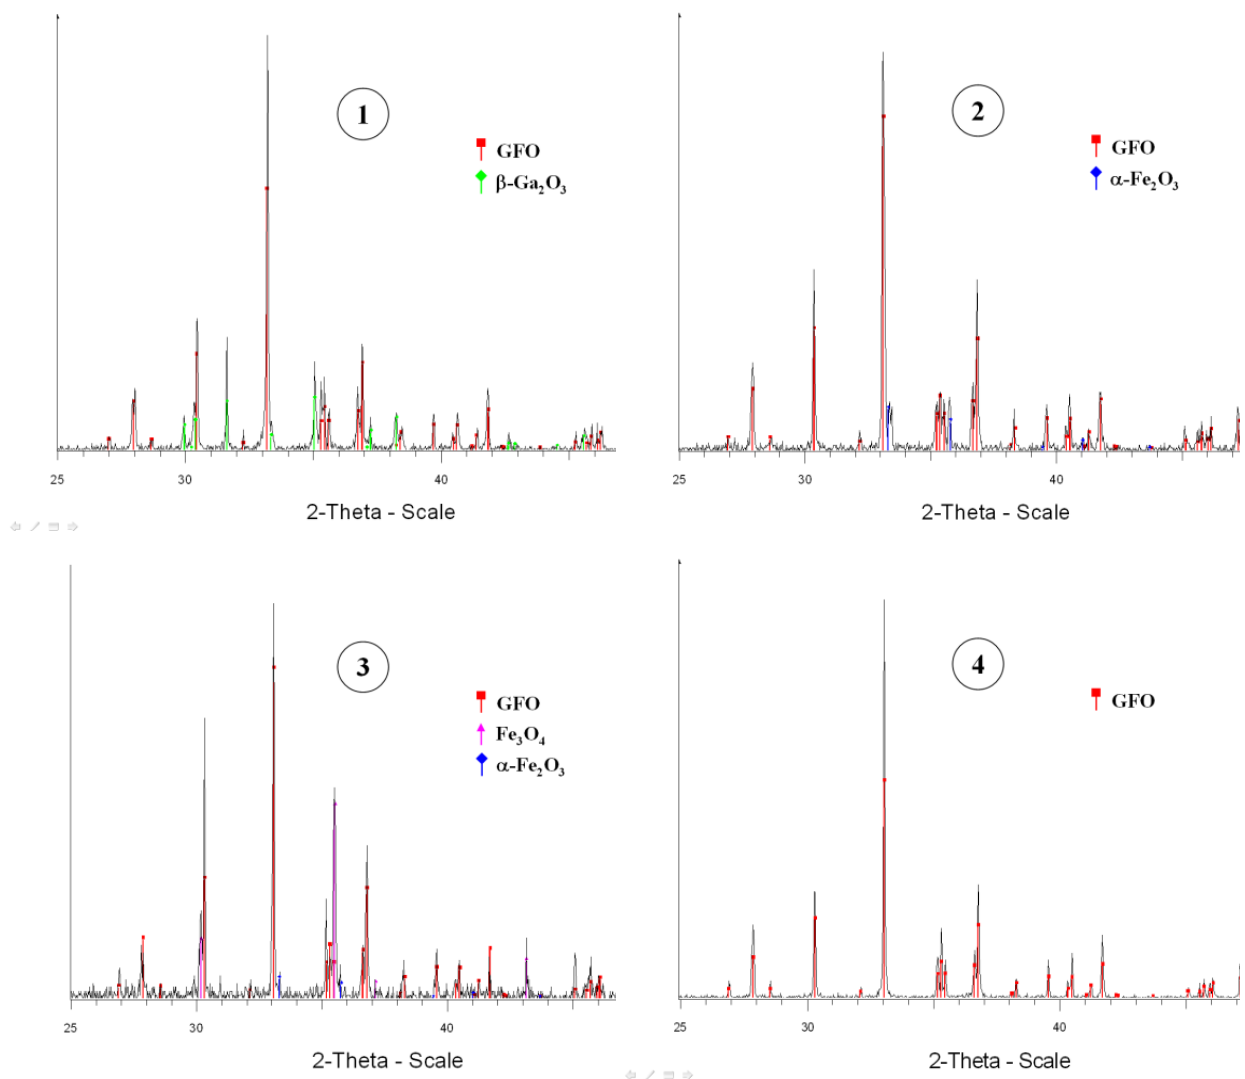 1
GFO
β-Ga₂O₃
25 30 40
2-Theta - Scale
2
GFO
α-Fe₂O₃
25 30 40
2-Theta - Scale
3
GFO
Fe₃O₄
α-Fe₂O₃
25 30 40
2-Theta - Scale
4
GFO
25 30 40
2-Theta - Scale